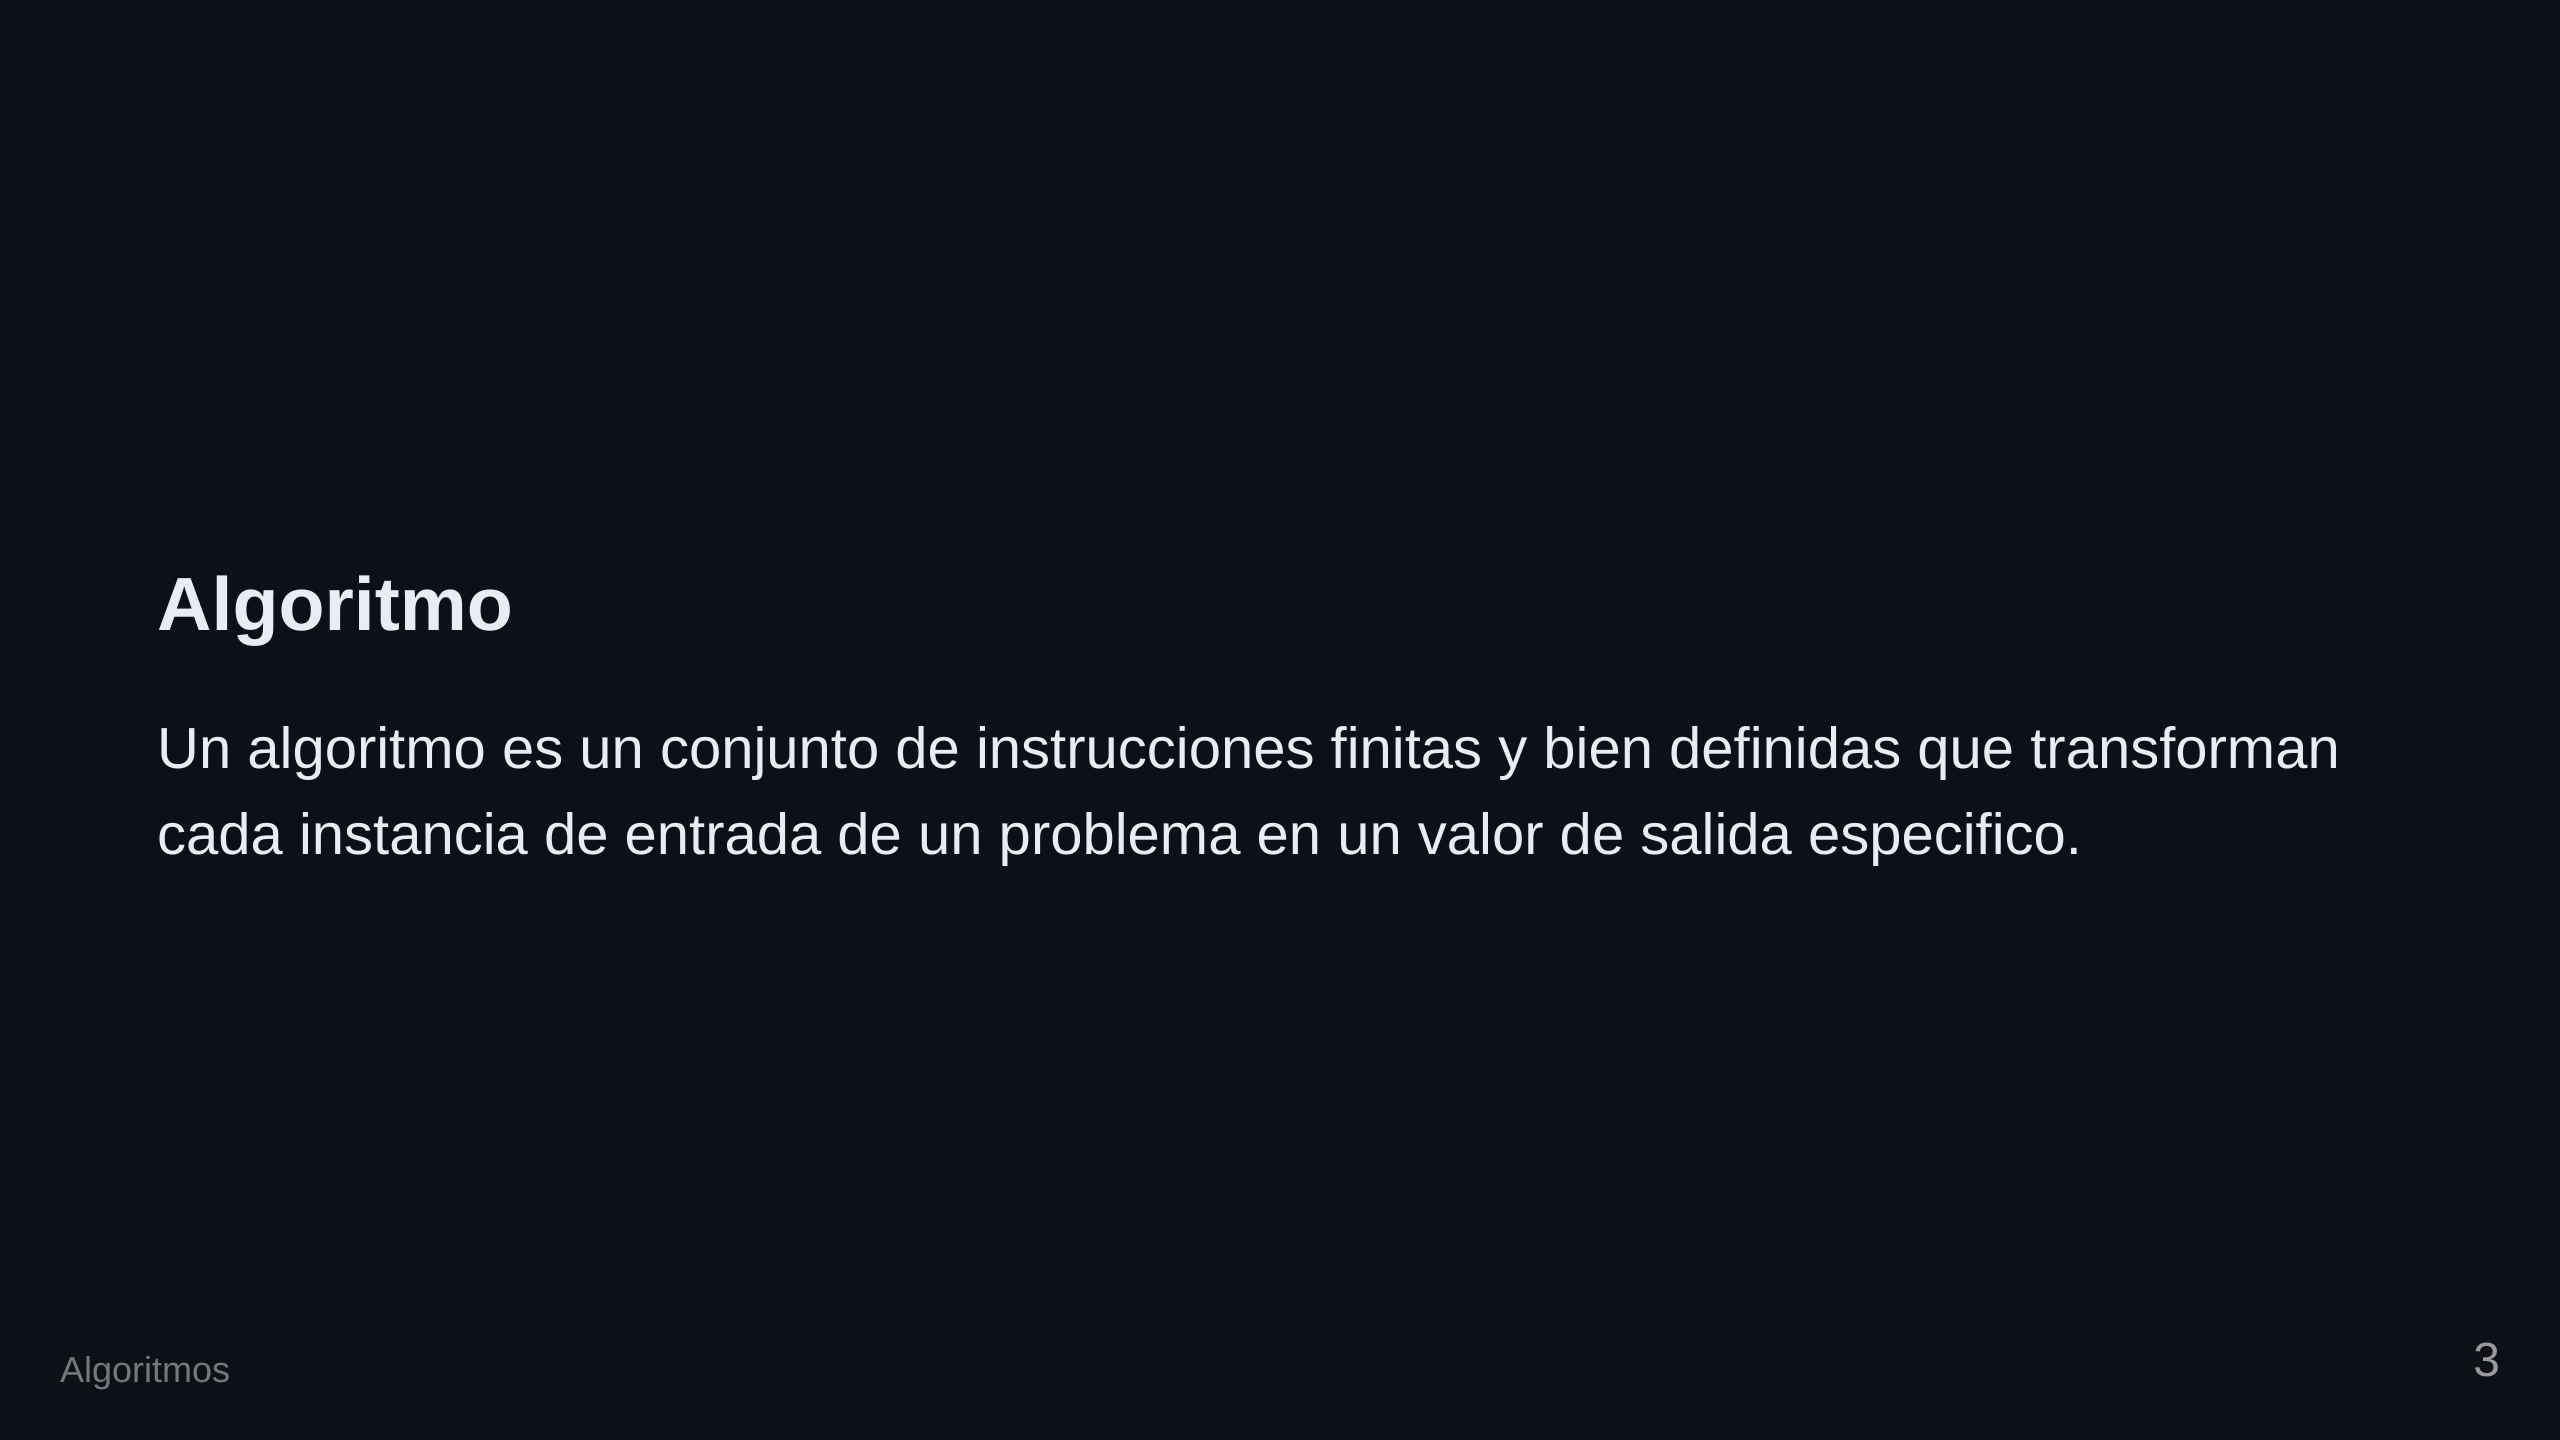 Algoritmo
Un algoritmo es un conjunto de instrucciones finitas y bien definidas que transforman
cada instancia de entrada de un problema en un valor de salida especifico.
Algoritmos
3